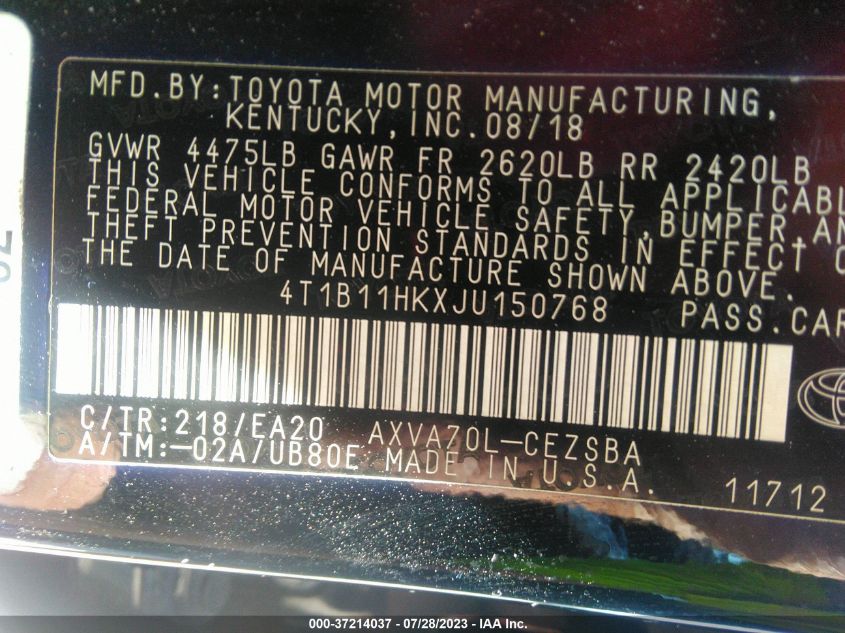 MFD.BY:TOYOTA MOTOR MANUFACTURING,
KENTUCKY,INC.08/18
GVWR 4475LB GAWR FR 2620LB RR 2420LB
THIS VEHICLE CONFORMS TO ALL APPLICABL
FEDERAL MOTOR VEHICLE SAFETY,BUMPER AN
THEFT PREVENTION STANDARDS IN EFFECT O
THE DATE OF MANUFACTURE SHOWN ABOVE.
4T1B11HKXJU150768 PASS.CAR
C/TR:218/EA20 AXVA70L-CEZSBA
A/TM:-02A/UB80E MADE IN U.S.A. 11712
000-37214037 - 07/28/2023 - IAA Inc.